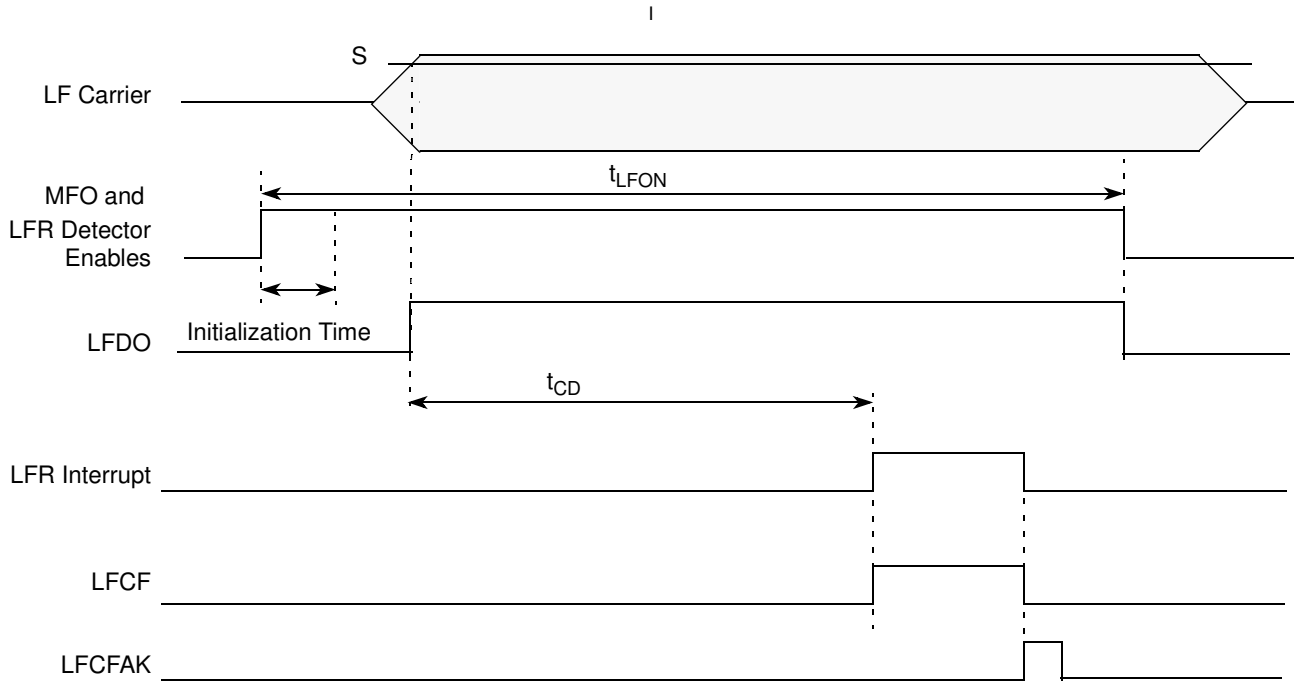 S
LF Carrier
tLFON
MFO and
LFR Detector
Enables
Initialization Time
LFDO
tCD
LFR Interrupt
LFCF
LFCFAK